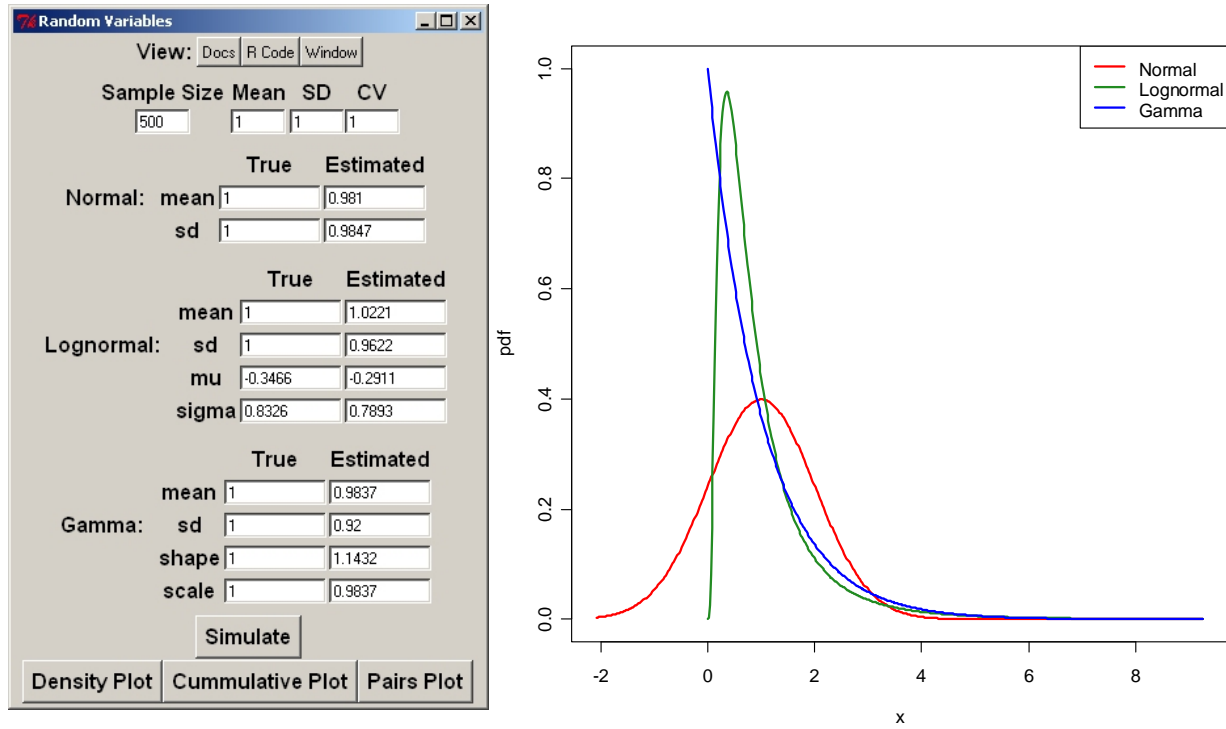 Random Variables
View: Docs R Code Window
Sample Size Mean SD CV
500 1 1 1
True Estimated
Normal: mean 1 0.981
sd 1 0.9847
True Estimated
mean 1 1.0221
Lognormal: sd 1 0.9622
mu -0.3466 -0.2911
sigma 0.8326 0.7893
True Estimated
mean 1 0.9837
Gamma: sd 1 0.92
shape 1 1.1432
scale 1 0.9837
Simulate
Density Plot Cummulative Plot Pairs Plot
Normal
Lognormal
Gamma
pdf
1.0
0.8
0.6
0.4
0.2
0.0
-2 0 2 4 6 8
x